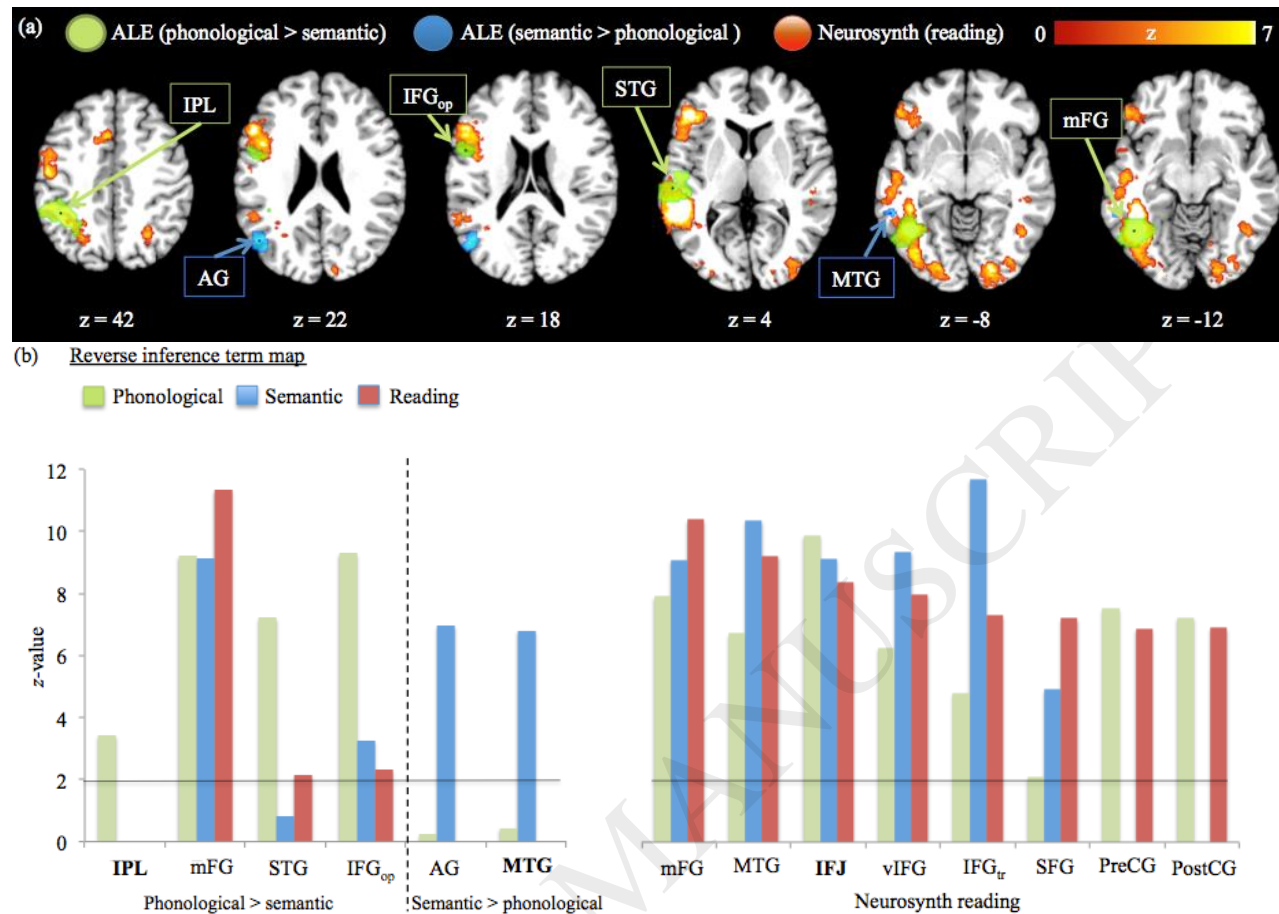 (a) ALE (phonological > semantic) ALE (semantic > phonological ) Neurosynth (reading) 0 z 7
IPL IFGop STG mFG
AG MTG
z = 42 z = 22 z = 18 z = 4 z = -8 z = -12
(b) Reverse inference term map
Phonological Semantic Reading
z-value
12
10
8
6
4
2 2
0
IPL mFG STG IFGop AG MTG mFG MTG IFJ vIFG IFGtr SFG PreCG PostCG
Phonological > semantic Semantic > phonological Neurosynth reading
MANUSCRIP